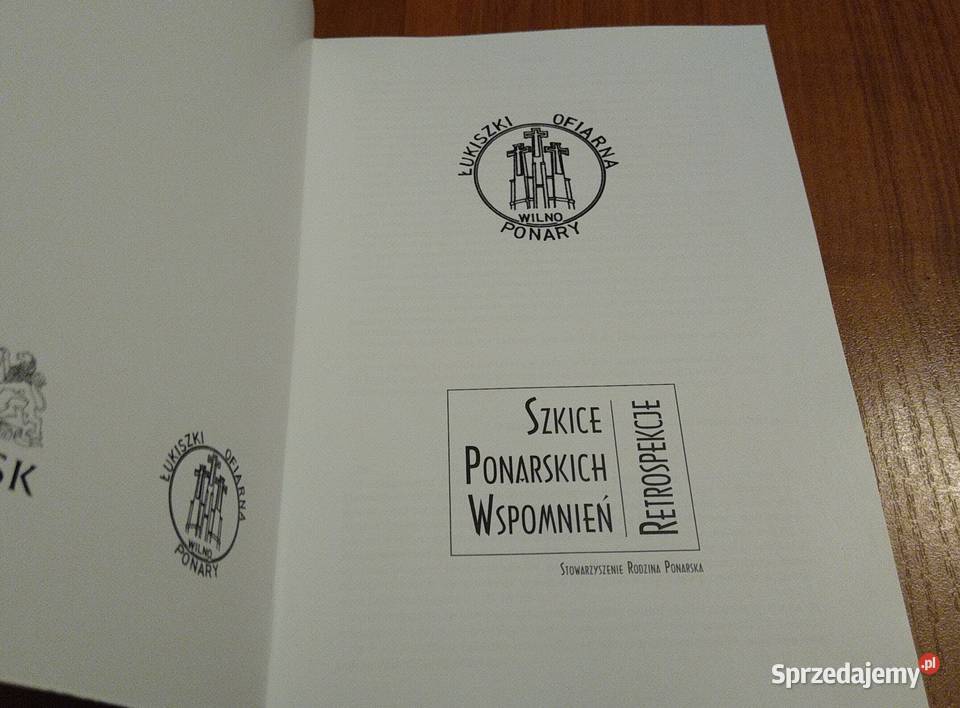 SK
ŁUKISZKI OFIARNA
WILNO
PONARY
ŁUKISZKI OFIARNA
WILNO
PONARY
SZKICE
PONARSKICH
WSPOMNIEŃ
RETROSPEKCJE
STOWARZYSZENIE RODZINA PONARSKA
Sprzedajemy.pl